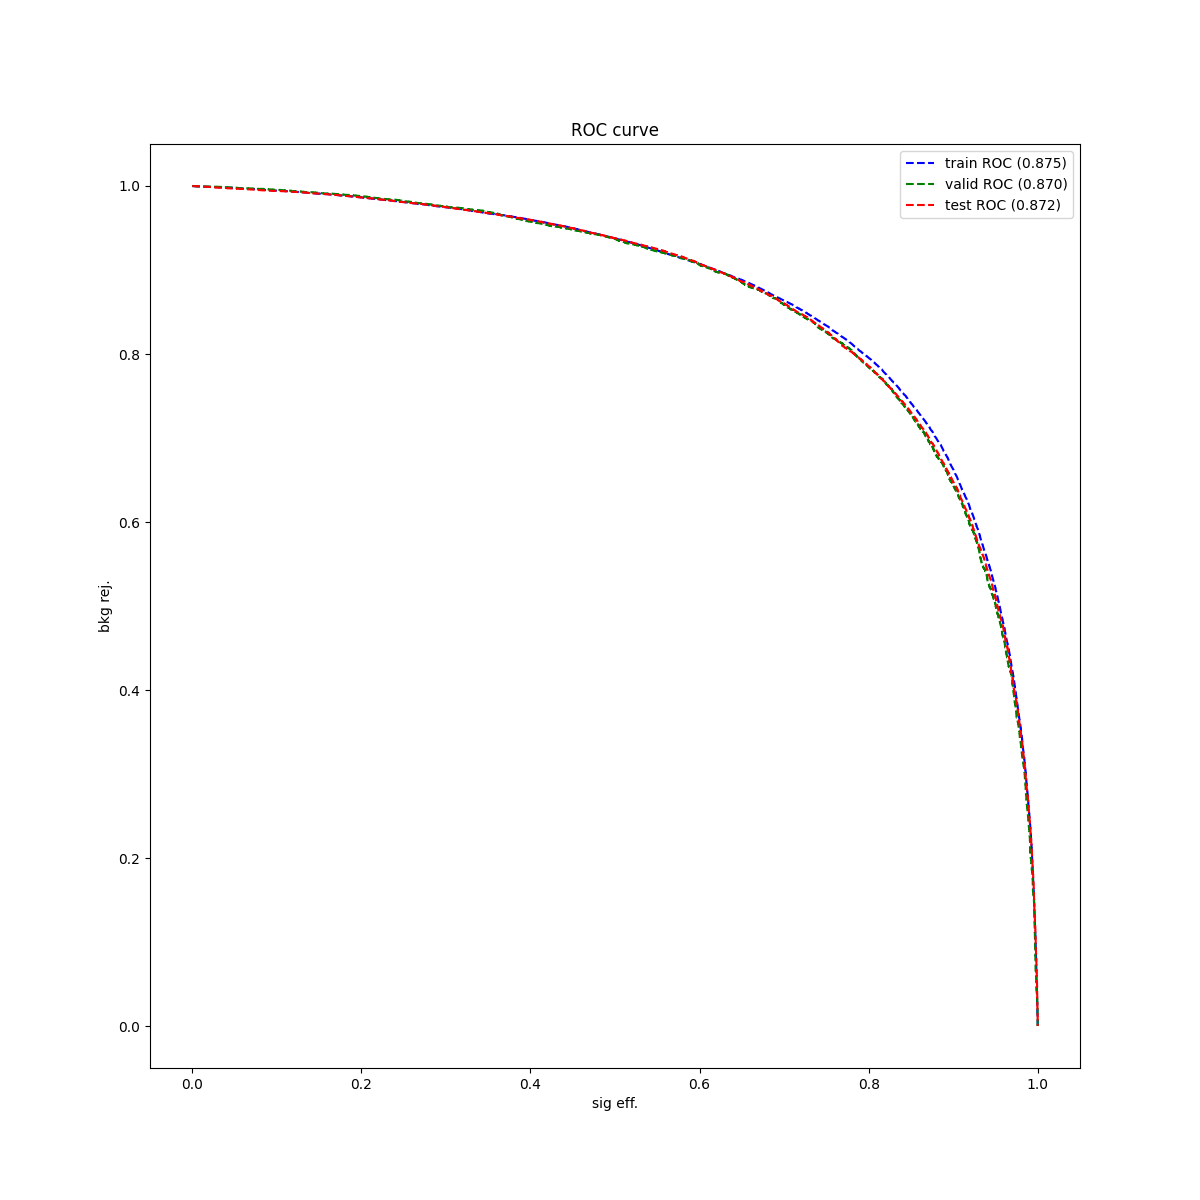 ROC curve
train ROC (0.875)
valid ROC (0.870)
test ROC (0.872)
1.0
0.8
0.6
0.4
0.2
0.0
bkg rej.
0.0 0.2 0.4 0.6 0.8 1.0
sig eff.